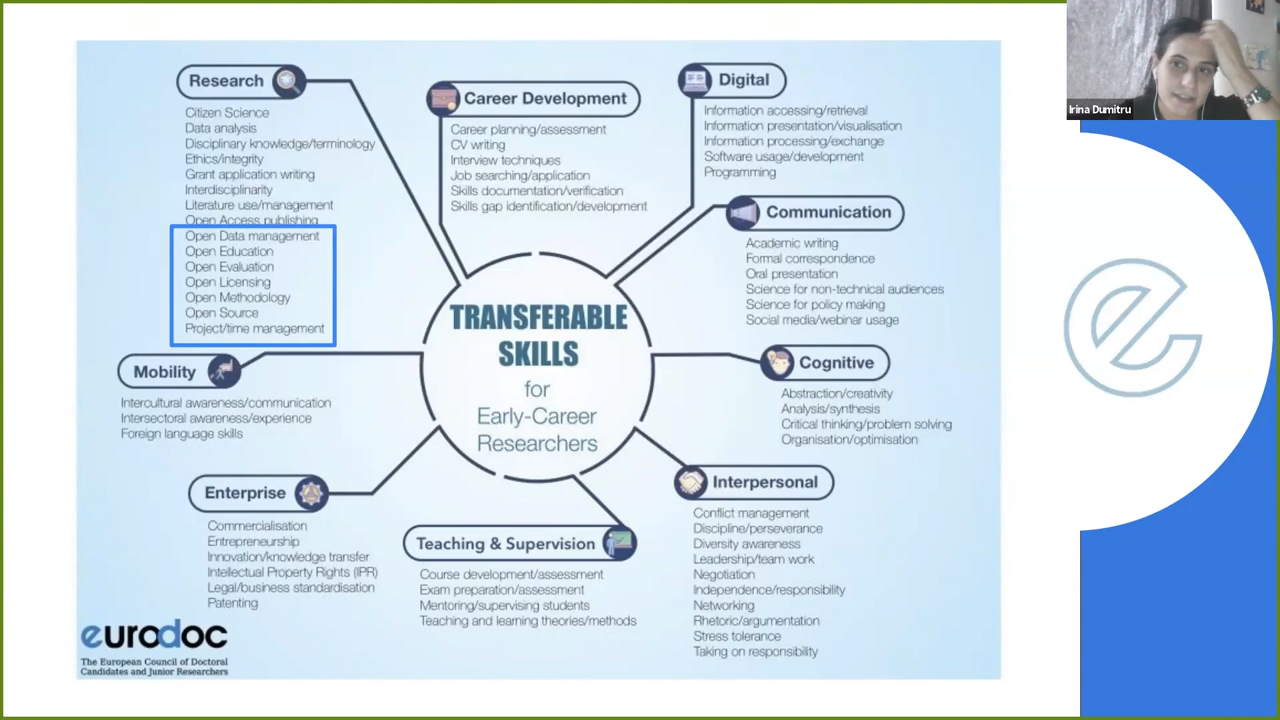 Research
Citizen Science
Data analysis
Disciplinary knowledge/terminology
Ethics/integrity
Grant application writing
Interdisciplinarity
Literature use/management
Open Access publishing
Open Data management
Open Education
Open Evaluation
Open Licensing
Open Methodology
Open Source
Project/time management
Career Development
Career planning/assessment
CV writing
Interview techniques
Job searching/application
Skills documentation/verification
Skills gap identification/development
Digital
Information accessing/retrieval
Information presentation/visualisation
Information processing/exchange
Software usage/development
Programming
Communication
Academic writing
Formal correspondence
Oral presentation
Science for non-technical audiences
Science for policy making
Social media/webinar usage
TRANSFERABLE
SKILLS
for
Early-Career
Researchers
Mobility
Intercultural awareness/communication
Intersectoral awareness/experience
Foreign language skills
Cognitive
Abstraction/creativity
Analysis/synthesis
Critical thinking/problem solving
Organisation/optimisation
Enterprise
Commercialisation
Entrepreneurship
Innovation/knowledge transfer
Intellectual Property Rights (IPR)
Legal/business standardisation
Patenting
Teaching & Supervision
Course development/assessment
Exam preparation/assessment
Mentoring/supervising students
Teaching and learning theories/methods
Interpersonal
Conflict management
Discipline/perseverance
Diversity awareness
Leadership/team work
Negotiation
Independence/responsibility
Networking
Rhetoric/argumentation
Stress tolerance
Taking on responsibility
eurodoc
The European Council of Doctoral
Candidates and Junior Researchers
Irina Dumitru